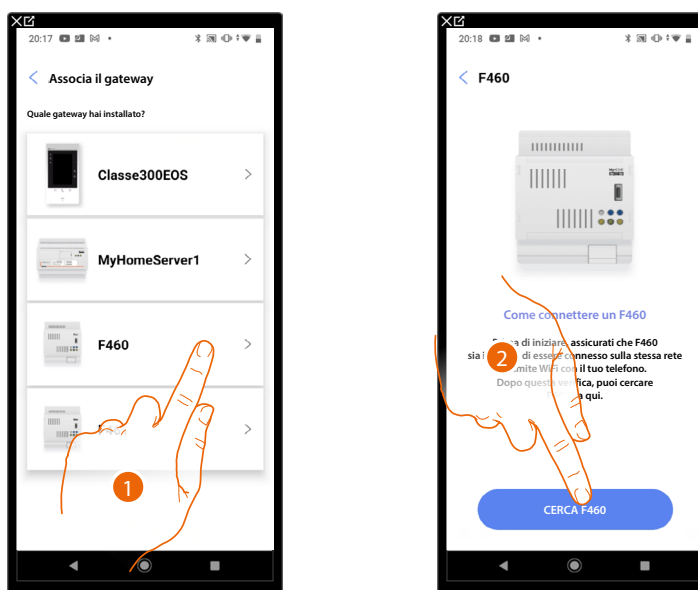 20:17
Associa il gateway
Quale gateway hai installato?
Classe300EOS
MyHomeServer1
F460
1
20:18
F460
Come connettere un F460
di iniziare, assicurati che F460
sia di essere connesso sulla stessa rete
WiFi con il tuo telefono.
Dopo questa verifica, puoi cercare
qui.
2
CERCA F460